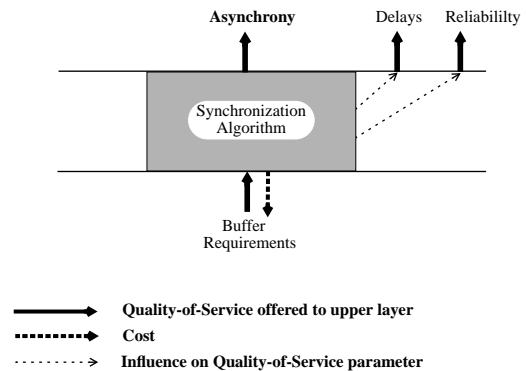 Asynchrony
Delays
Reliabililty
Synchronization
Algorithm
Buffer
Requirements
Quality-of-Service offered to upper layer
Cost
Influence on Quality-of-Service parameter